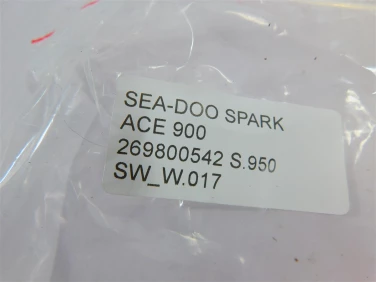 SEA-DOO SPARK
ACE 900
269800542 S.950
SW_W.017